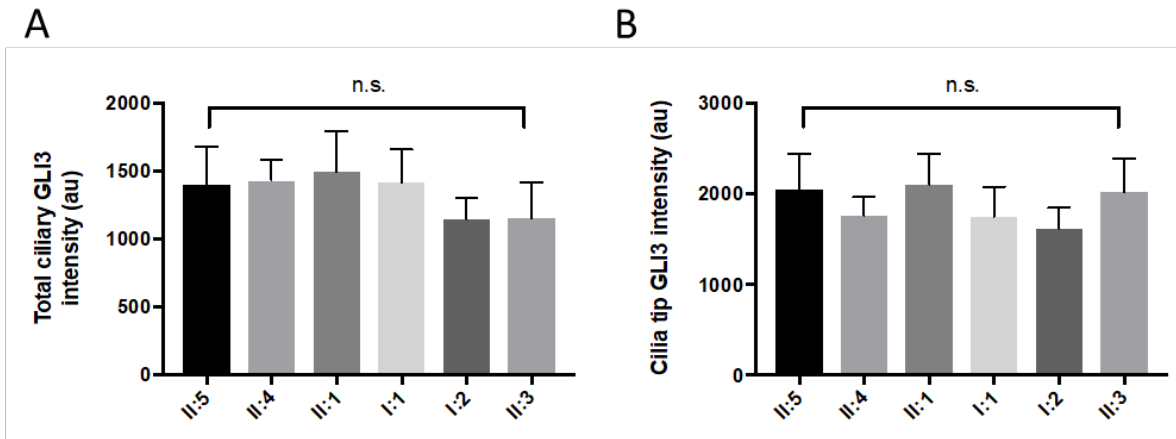 A
n.s.
Total ciliary GLI3
intensity (au)
2000
1500
1000
500
0
II:5
II:4
II:1
I:1
I:2
II:3
B
n.s.
Cilia tip GLI3 intensity (au)
3000
2000
1000
0
II:5
II:4
II:1
I:1
I:2
II:3